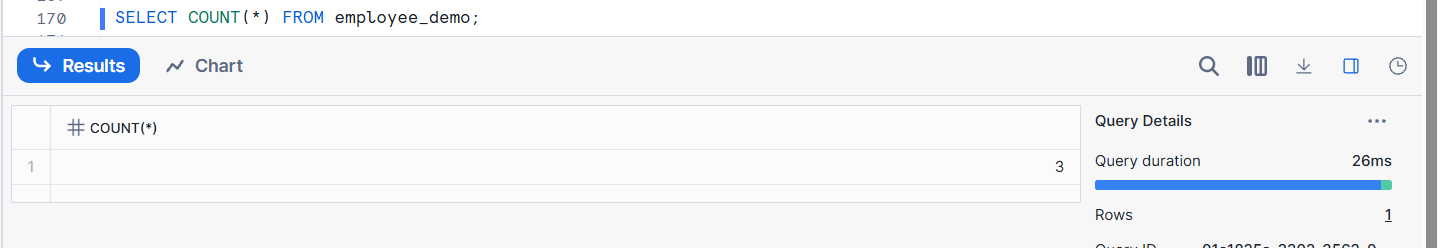 170 SELECT COUNT(*) FROM employee_demo;
Results Chart
COUNT(*)
Query Details
1 3
Query duration 26ms
Rows 1